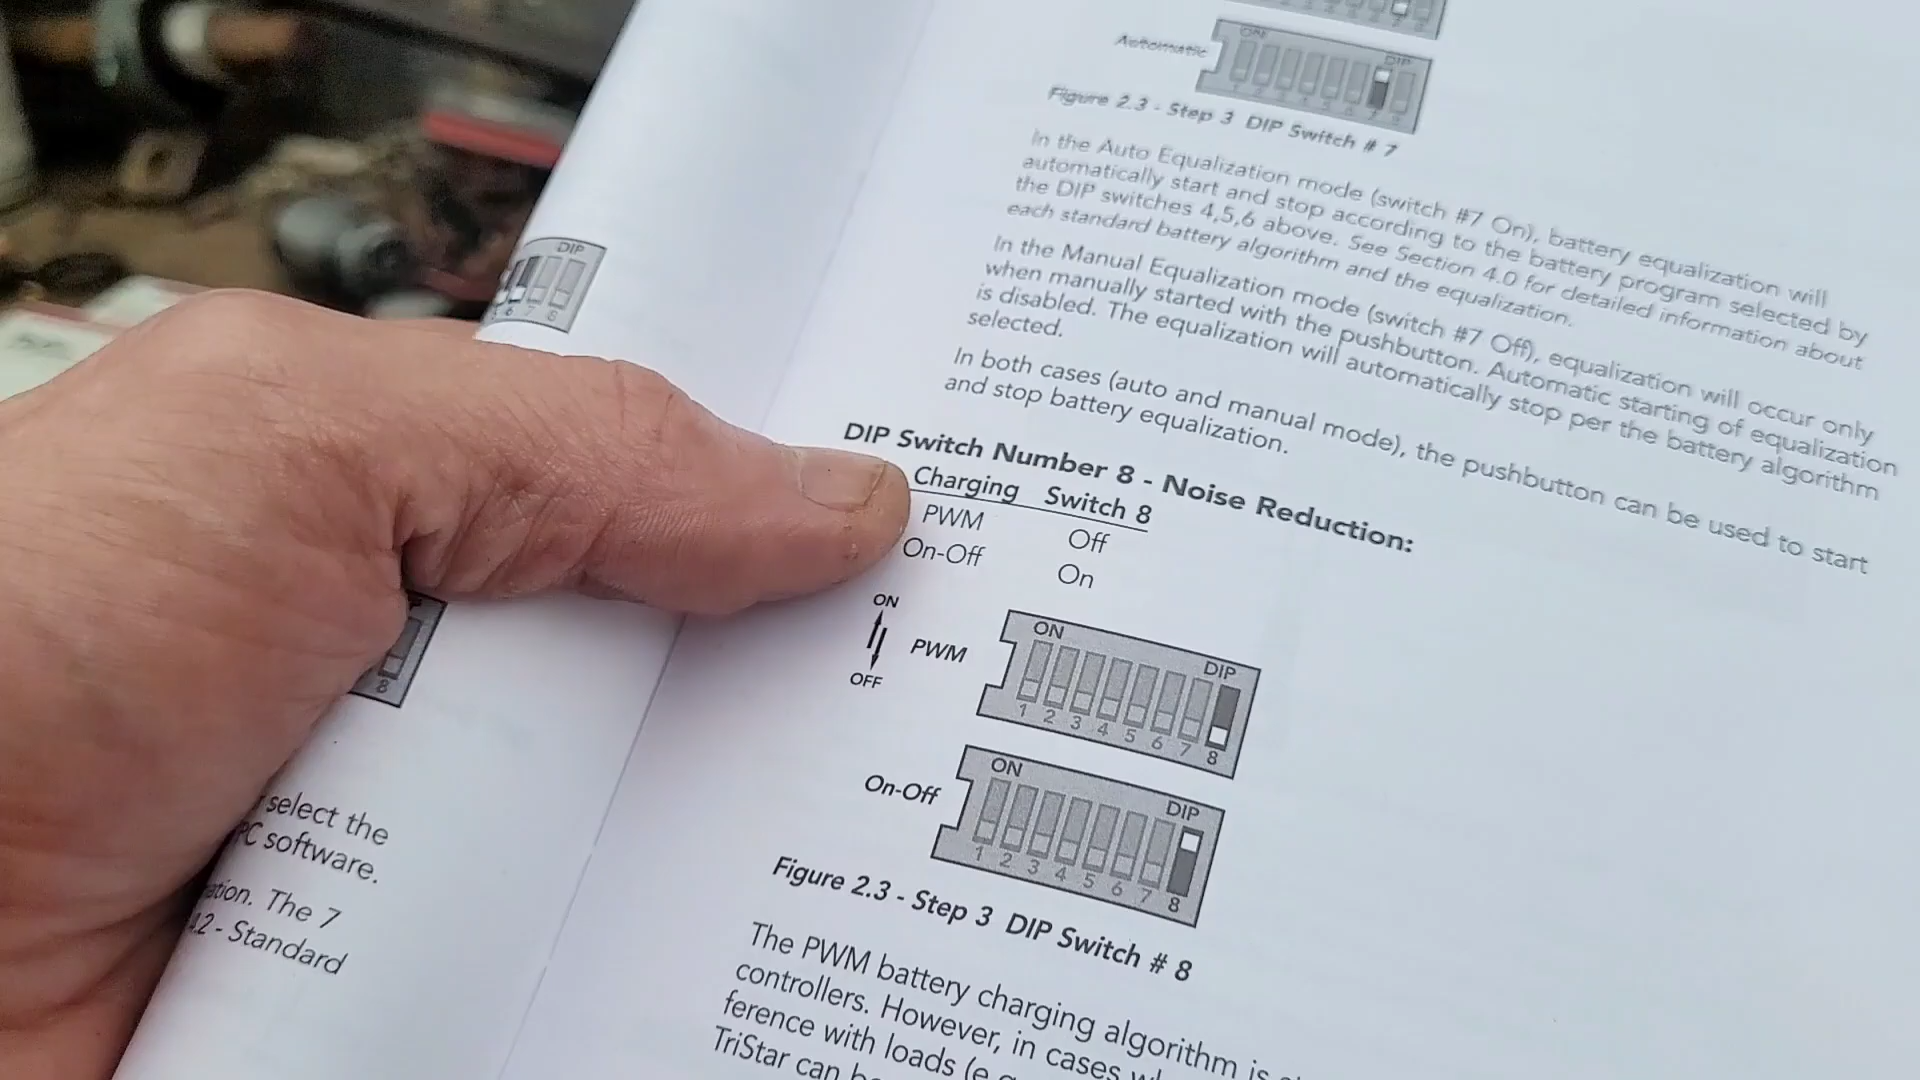 ON
Automatic
DIP
Figure 2.3 - Step 3 DIP Switch # 7
In the Auto Equalization mode (switch #7 On), battery equalization will
automatically start and stop according to the battery program selected by
the DIP switches 4,5,6 above. See Section 4.0 for detailed information about
each standard battery algorithm and the equalization.
In the Manual Equalization mode (switch #7 Off), equalization will occur only
when manually started with the pushbutton. Automatic starting of equalization
is disabled. The equalization will automatically stop per the battery algorithm
selected.
In both cases (auto and manual mode), the pushbutton can be used to start
and stop battery equalization.
DIP Switch Number 8 - Noise Reduction:
Charging Switch 8
PWM Off
On-Off On
ON
OFF
PWM
ON
DIP
1 2 3 4 5 6 7 8
On-Off
ON
DIP
1 2 3 4 5 6 7 8
Figure 2.3 - Step 3 DIP Switch # 8
The PWM battery charging algorithm is
controllers. However, in cases
ference with loads (e.g
TriStar can
DIP
6 7 8
8
select the
PC software.
The 7
4.2 - Standard